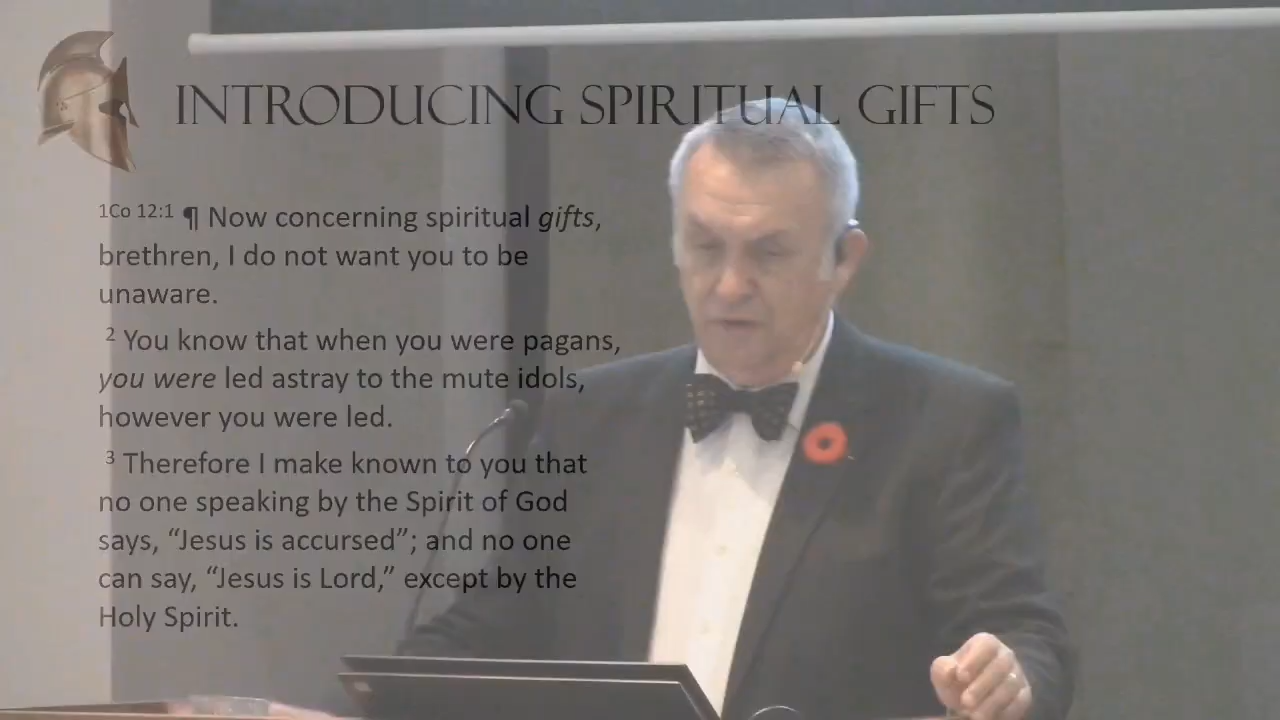 INTRODUCING SPIRITUAL GIFTS
1Co 12:1 ¶ Now concerning spiritual gifts,
brethren, I do not want you to be
unaware.
2 You know that when you were pagans,
you were led astray to the mute idols,
however you were led.
3 Therefore I make known to you that
no one speaking by the Spirit of God
says, “Jesus is accursed”; and no one
can say, “Jesus is Lord,” except by the
Holy Spirit.